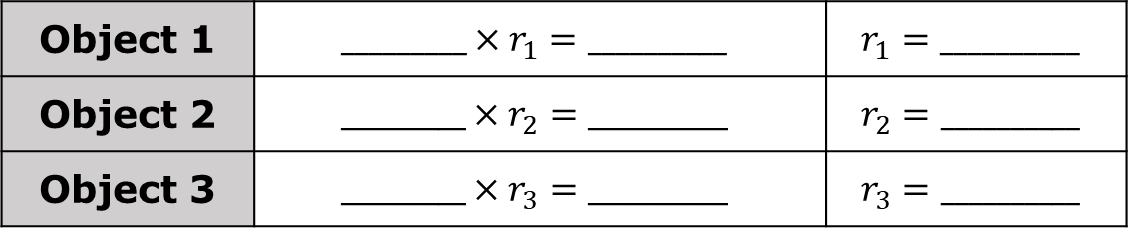 Object 1 _______ × r₁ = ________ r₁ = ________
Object 2 _______ × r₂ = ________ r₂ = ________
Object 3 _______ × r₃ = ________ r₃ = ________